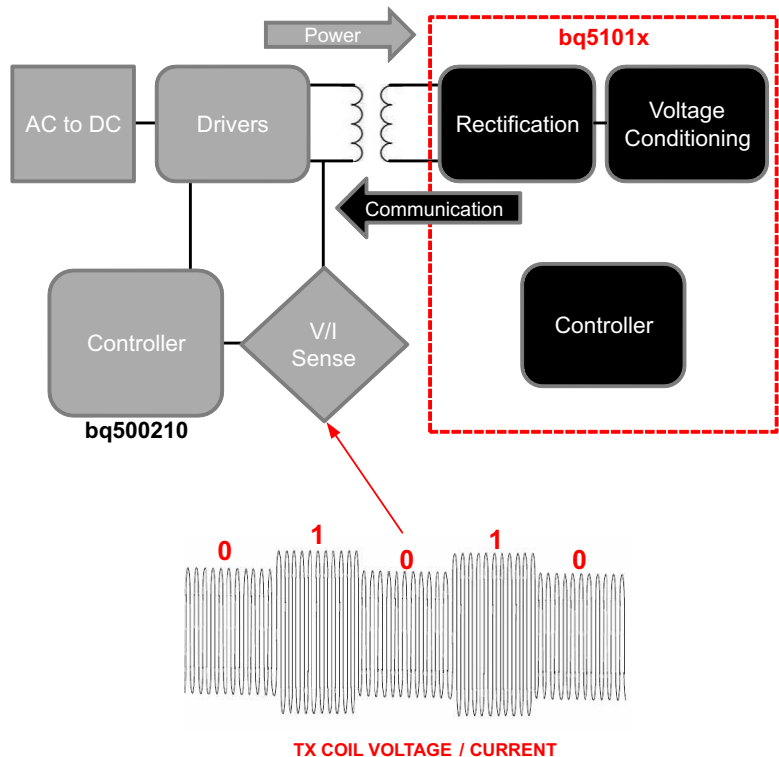 Power
bq5101x
AC to DC
Drivers
Rectification
Voltage
Conditioning
Communication
Controller
V/I
Sense
Controller
bq500210
0
1
0
1
0
TX COIL VOLTAGE / CURRENT